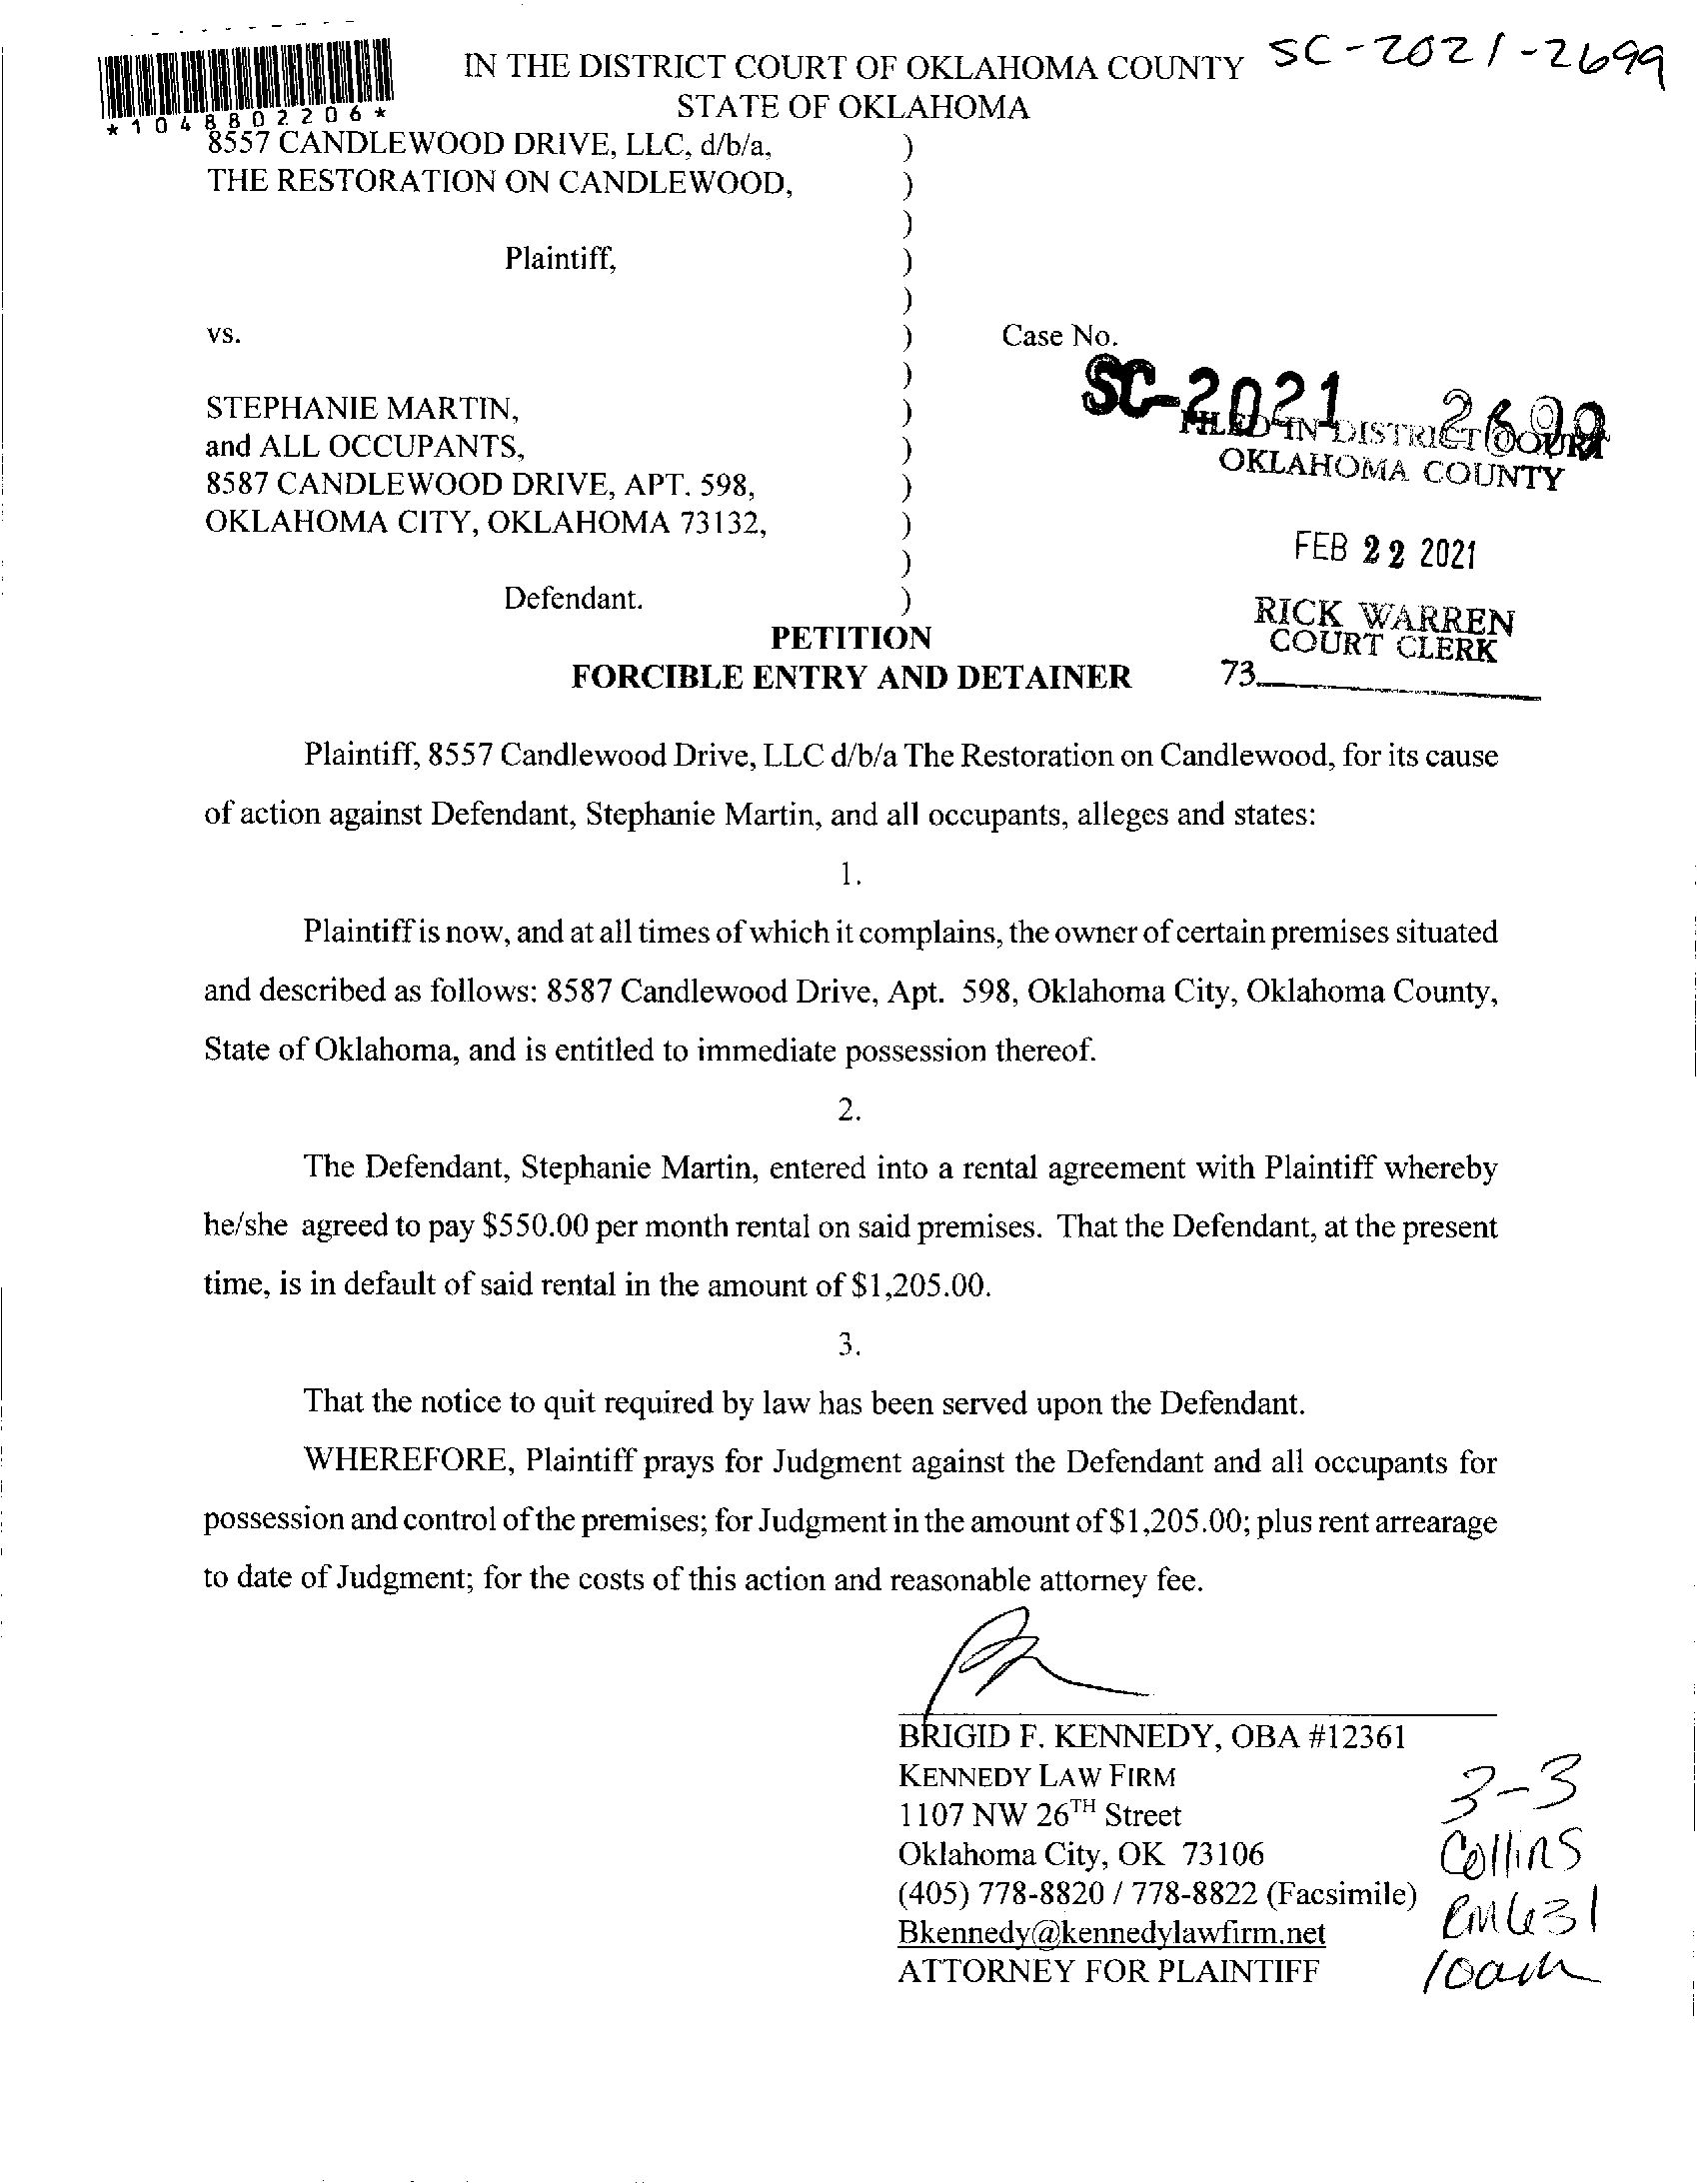 IN THE DISTRICT COURT OF OKLAHOMA COUNTY SC-2021-2699
STATE OF OKLAHOMA
*1048802206*
8557 CANDLEWOOD DRIVE, LLC, d/b/a, )
THE RESTORATION ON CANDLEWOOD, )
)
Plaintiff, )
)
vs. ) Case No.
) SC-2021 2699
STEPHANIE MARTIN, ) FILED IN DISTRICT COURT
and ALL OCCUPANTS, ) OKLAHOMA COUNTY
8587 CANDLEWOOD DRIVE, APT. 598, )
OKLAHOMA CITY, OKLAHOMA 73132, )
) FEB 22 2021
Defendant. ) RICK WARREN
PETITION COURT CLERK
FORCIBLE ENTRY AND DETAINER 73
Plaintiff, 8557 Candlewood Drive, LLC d/b/a The Restoration on Candlewood, for its cause
of action against Defendant, Stephanie Martin, and all occupants, alleges and states:
1.
Plaintiff is now, and at all times of which it complains, the owner of certain premises situated
and described as follows: 8587 Candlewood Drive, Apt. 598, Oklahoma City, Oklahoma County,
State of Oklahoma, and is entitled to immediate possession thereof.
2.
The Defendant, Stephanie Martin, entered into a rental agreement with Plaintiff whereby
he/she agreed to pay $550.00 per month rental on said premises. That the Defendant, at the present
time, is in default of said rental in the amount of $1,205.00.
3.
That the notice to quit required by law has been served upon the Defendant.
WHEREFORE, Plaintiff prays for Judgment against the Defendant and all occupants for
possession and control of the premises; for Judgment in the amount of $1,205.00; plus rent arrearage
to date of Judgment; for the costs of this action and reasonable attorney fee.
BRIGID F. KENNEDY, OBA #12361
KENNEDY LAW FIRM
1107 NW 26TH Street
Oklahoma City, OK 73106
(405) 778-8820 / 778-8822 (Facsimile)
Bkennedy@kennedylawfirm.net
ATTORNEY FOR PLAINTIFF
3-3
Collins
RM 631
10am